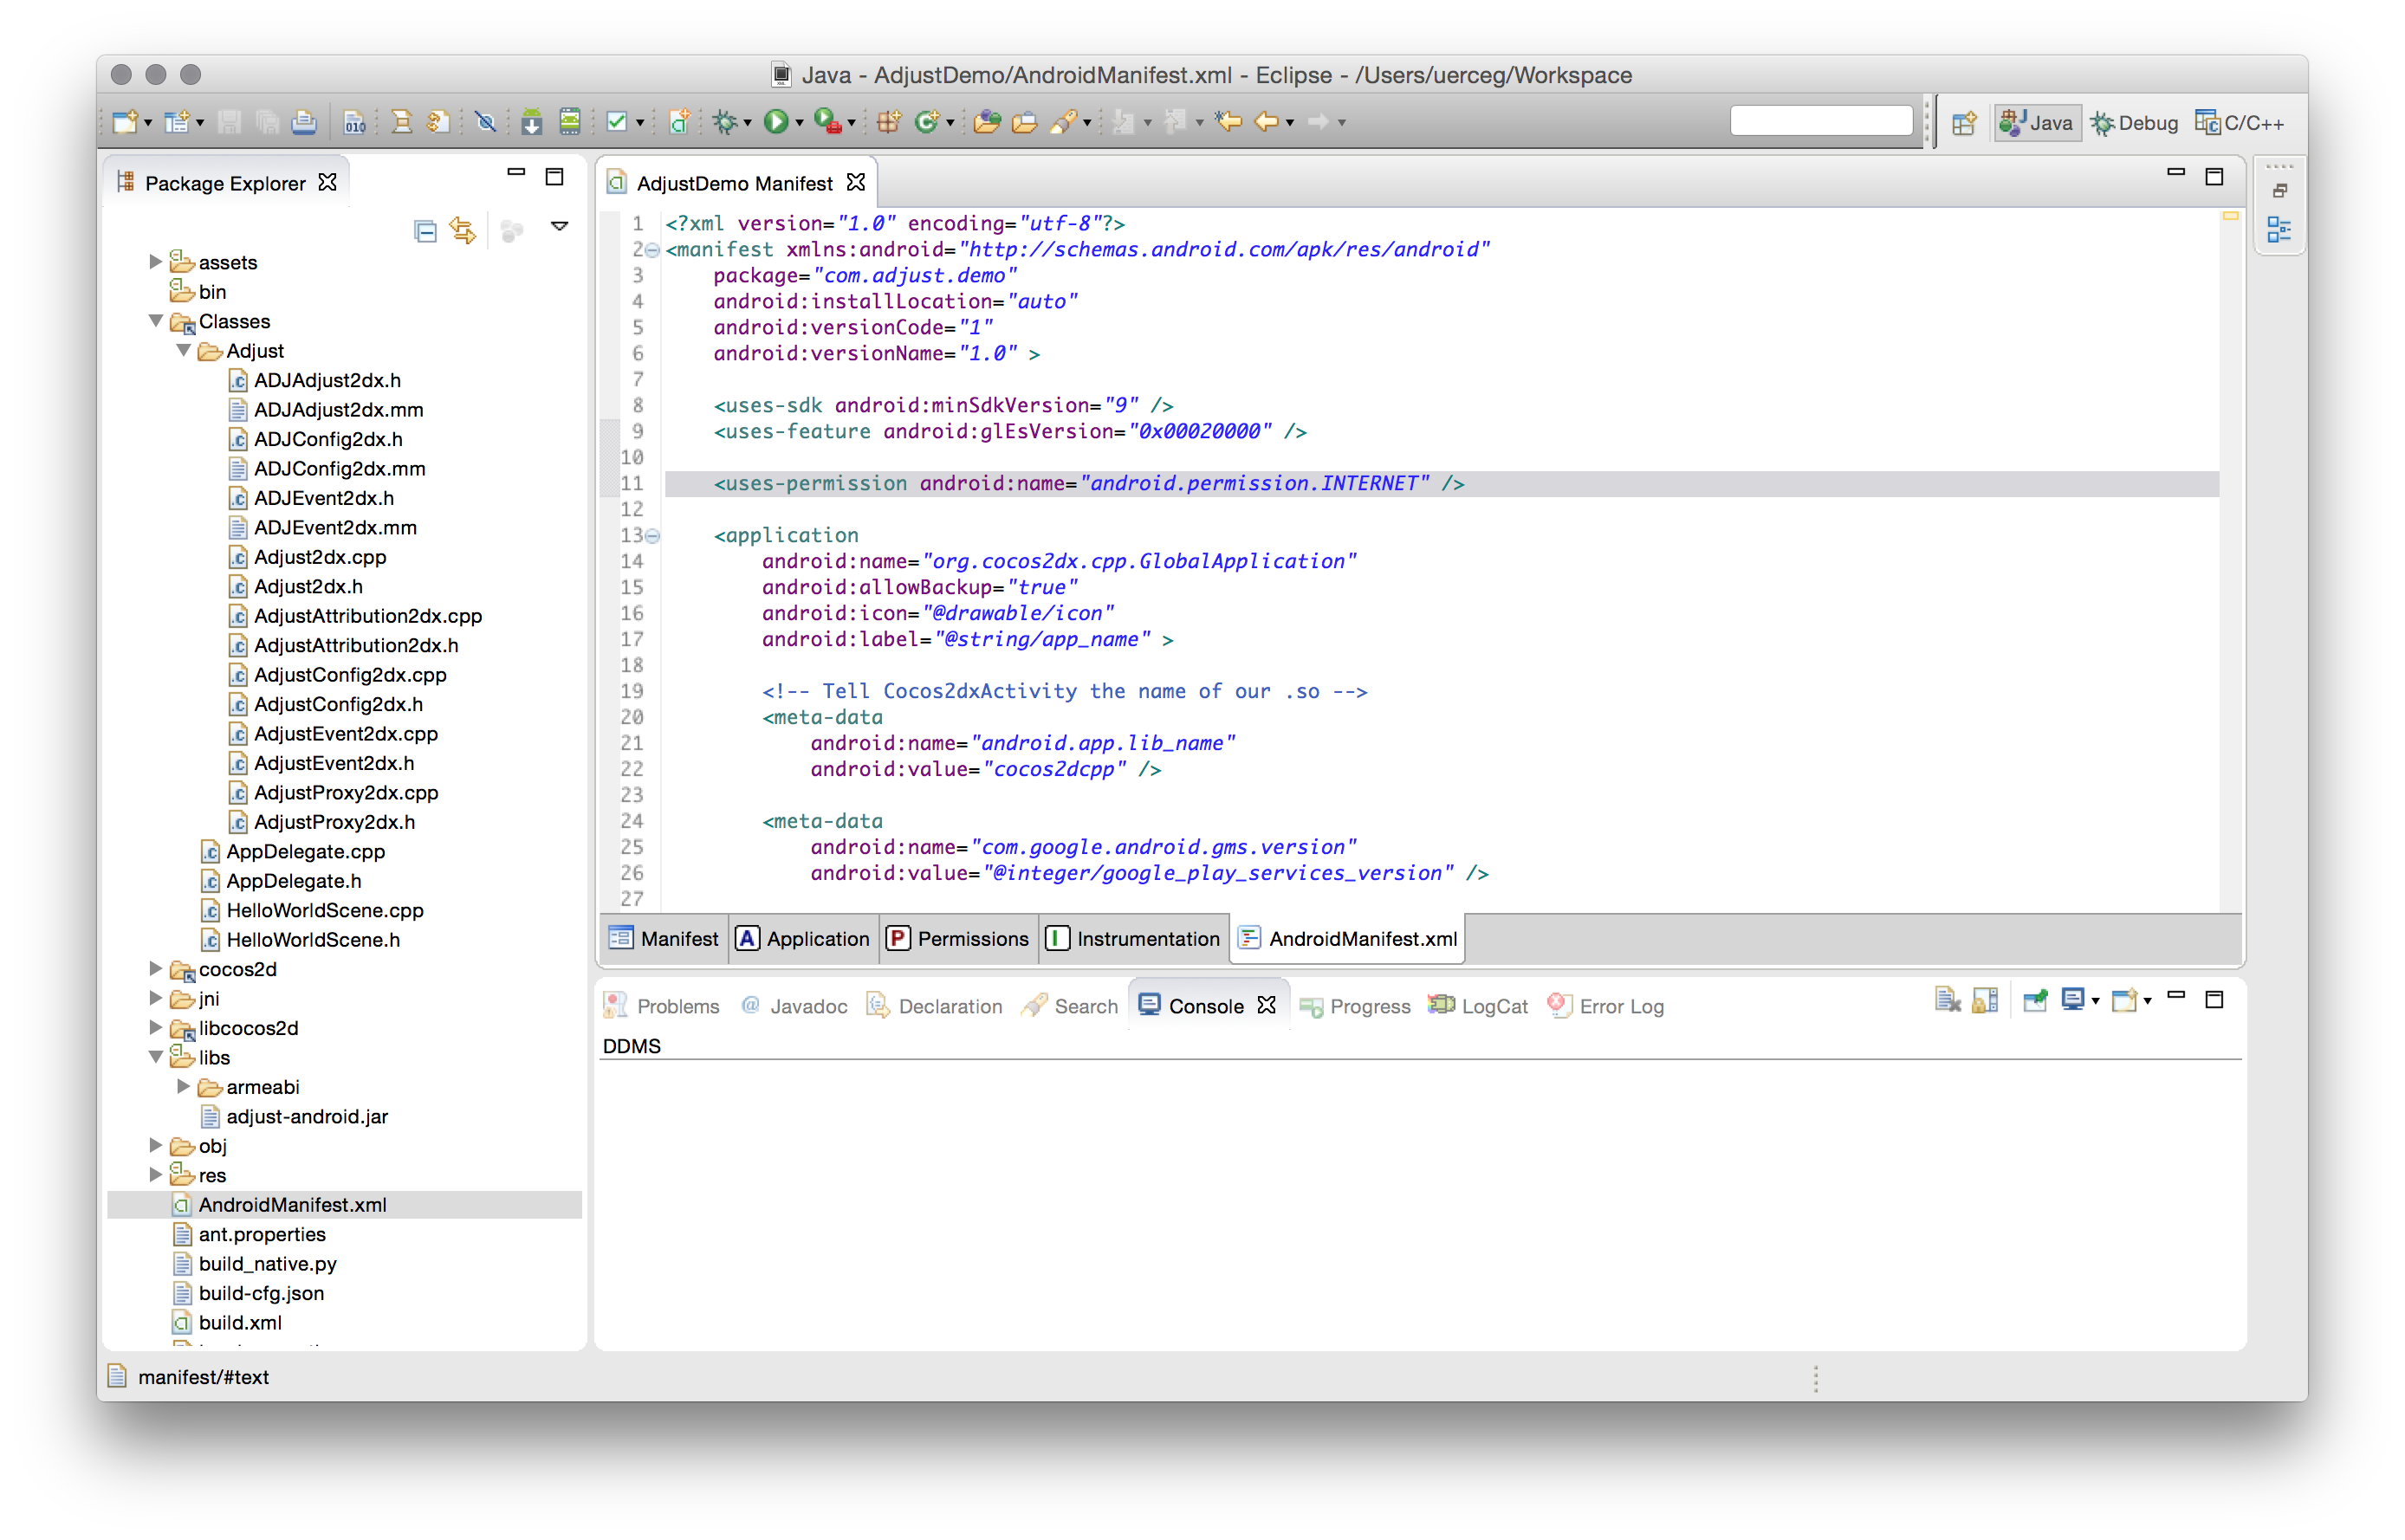 Java - AdjustDemo/AndroidManifest.xml - Eclipse - /Users/uerceg/Workspace
010
Java
Debug
C/C++
Package Explorer
assets
bin
Classes
Adjust
ADJAdjust2dx.h
ADJAdjust2dx.mm
ADJConfig2dx.h
ADJConfig2dx.mm
ADJEvent2dx.h
ADJEvent2dx.mm
Adjust2dx.cpp
Adjust2dx.h
AdjustAttribution2dx.cpp
AdjustAttribution2dx.h
AdjustConfig2dx.cpp
AdjustConfig2dx.h
AdjustEvent2dx.cpp
AdjustEvent2dx.h
AdjustProxy2dx.cpp
AdjustProxy2dx.h
AppDelegate.cpp
AppDelegate.h
HelloWorldScene.cpp
HelloWorldScene.h
cocos2d
jni
libcocos2d
libs
armeabi
adjust-android.jar
obj
res
AndroidManifest.xml
ant.properties
build_native.py
build-cfg.json
build.xml
AdjustDemo Manifest
1 <?xml version="1.0" encoding="utf-8"?>
2 <manifest xmlns:android="http://schemas.android.com/apk/res/android"
3 package="com.adjust.demo"
4 android:installLocation="auto"
5 android:versionCode="1"
6 android:versionName="1.0" >
7
8 <uses-sdk android:minSdkVersion="9" />
9 <uses-feature android:glEsVersion="0x00020000" />
10
11 <uses-permission android:name="android.permission.INTERNET" />
12
13 <application
14 android:name="org.cocos2dx.cpp.GlobalApplication"
15 android:allowBackup="true"
16 android:icon="@drawable/icon"
17 android:label="@string/app_name" >
18
19 <!-- Tell Cocos2dxActivity the name of our .so -->
20 <meta-data
21 android:name="android.app.lib_name"
22 android:value="cocos2dcpp" />
23
24 <meta-data
25 android:name="com.google.android.gms.version"
26 android:value="@integer/google_play_services_version" />
27
Manifest
A Application
P Permissions
I Instrumentation
AndroidManifest.xml
Problems
@ Javadoc
Declaration
Search
Console
Progress
LogCat
Error Log
DDMS
manifest/#text